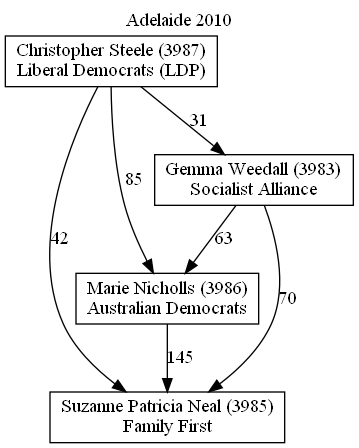 Adelaide 2010
Christopher Steele (3987)
Liberal Democrats (LDP)
31
Gemma Weedall (3983)
Socialist Alliance
85
42
63
Marie Nicholls (3986)
Australian Democrats
70
145
Suzanne Patricia Neal (3985)
Family First